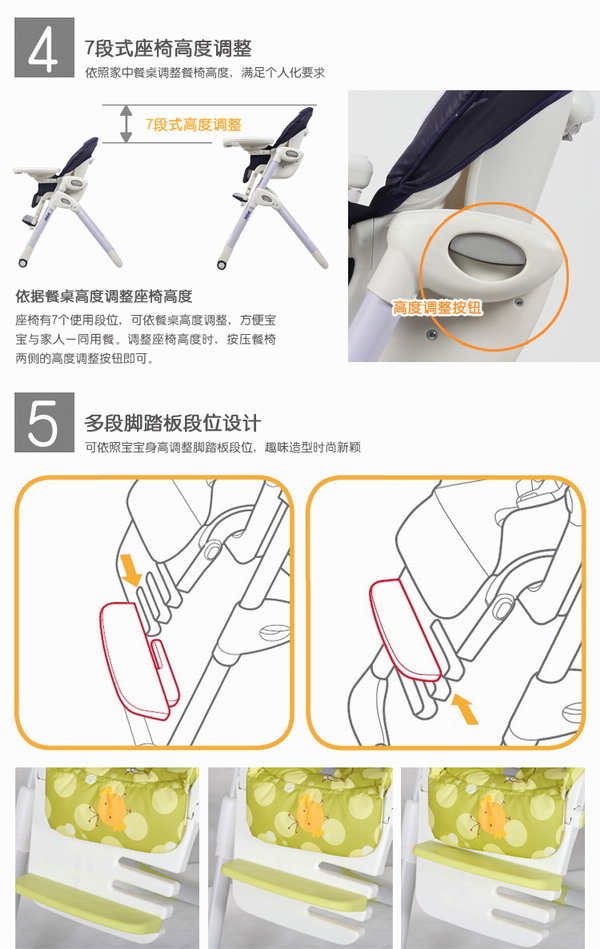 4
7段式座椅高度调整
依照家中餐桌调整餐椅高度，满足个人化要求
7段式高度调整
高度调整按钮
依据餐桌高度调整座椅高度
座椅有7个使用段位，可依餐桌高度调整，方便宝
宝与家人一同用餐。调整座椅高度时，按压餐椅
两侧的高度调整按钮即可。
5
多段脚踏板段位设计
可依照宝宝身高调整脚踏板段位，趣味造型时尚新颖